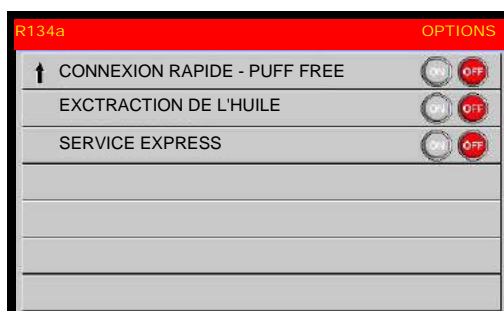 R134a OPTIONS
CONNEXION RAPIDE - PUFF FREE ON OFF
EXCTRACTION DE L'HUILE ON OFF
SERVICE EXPRESS ON OFF